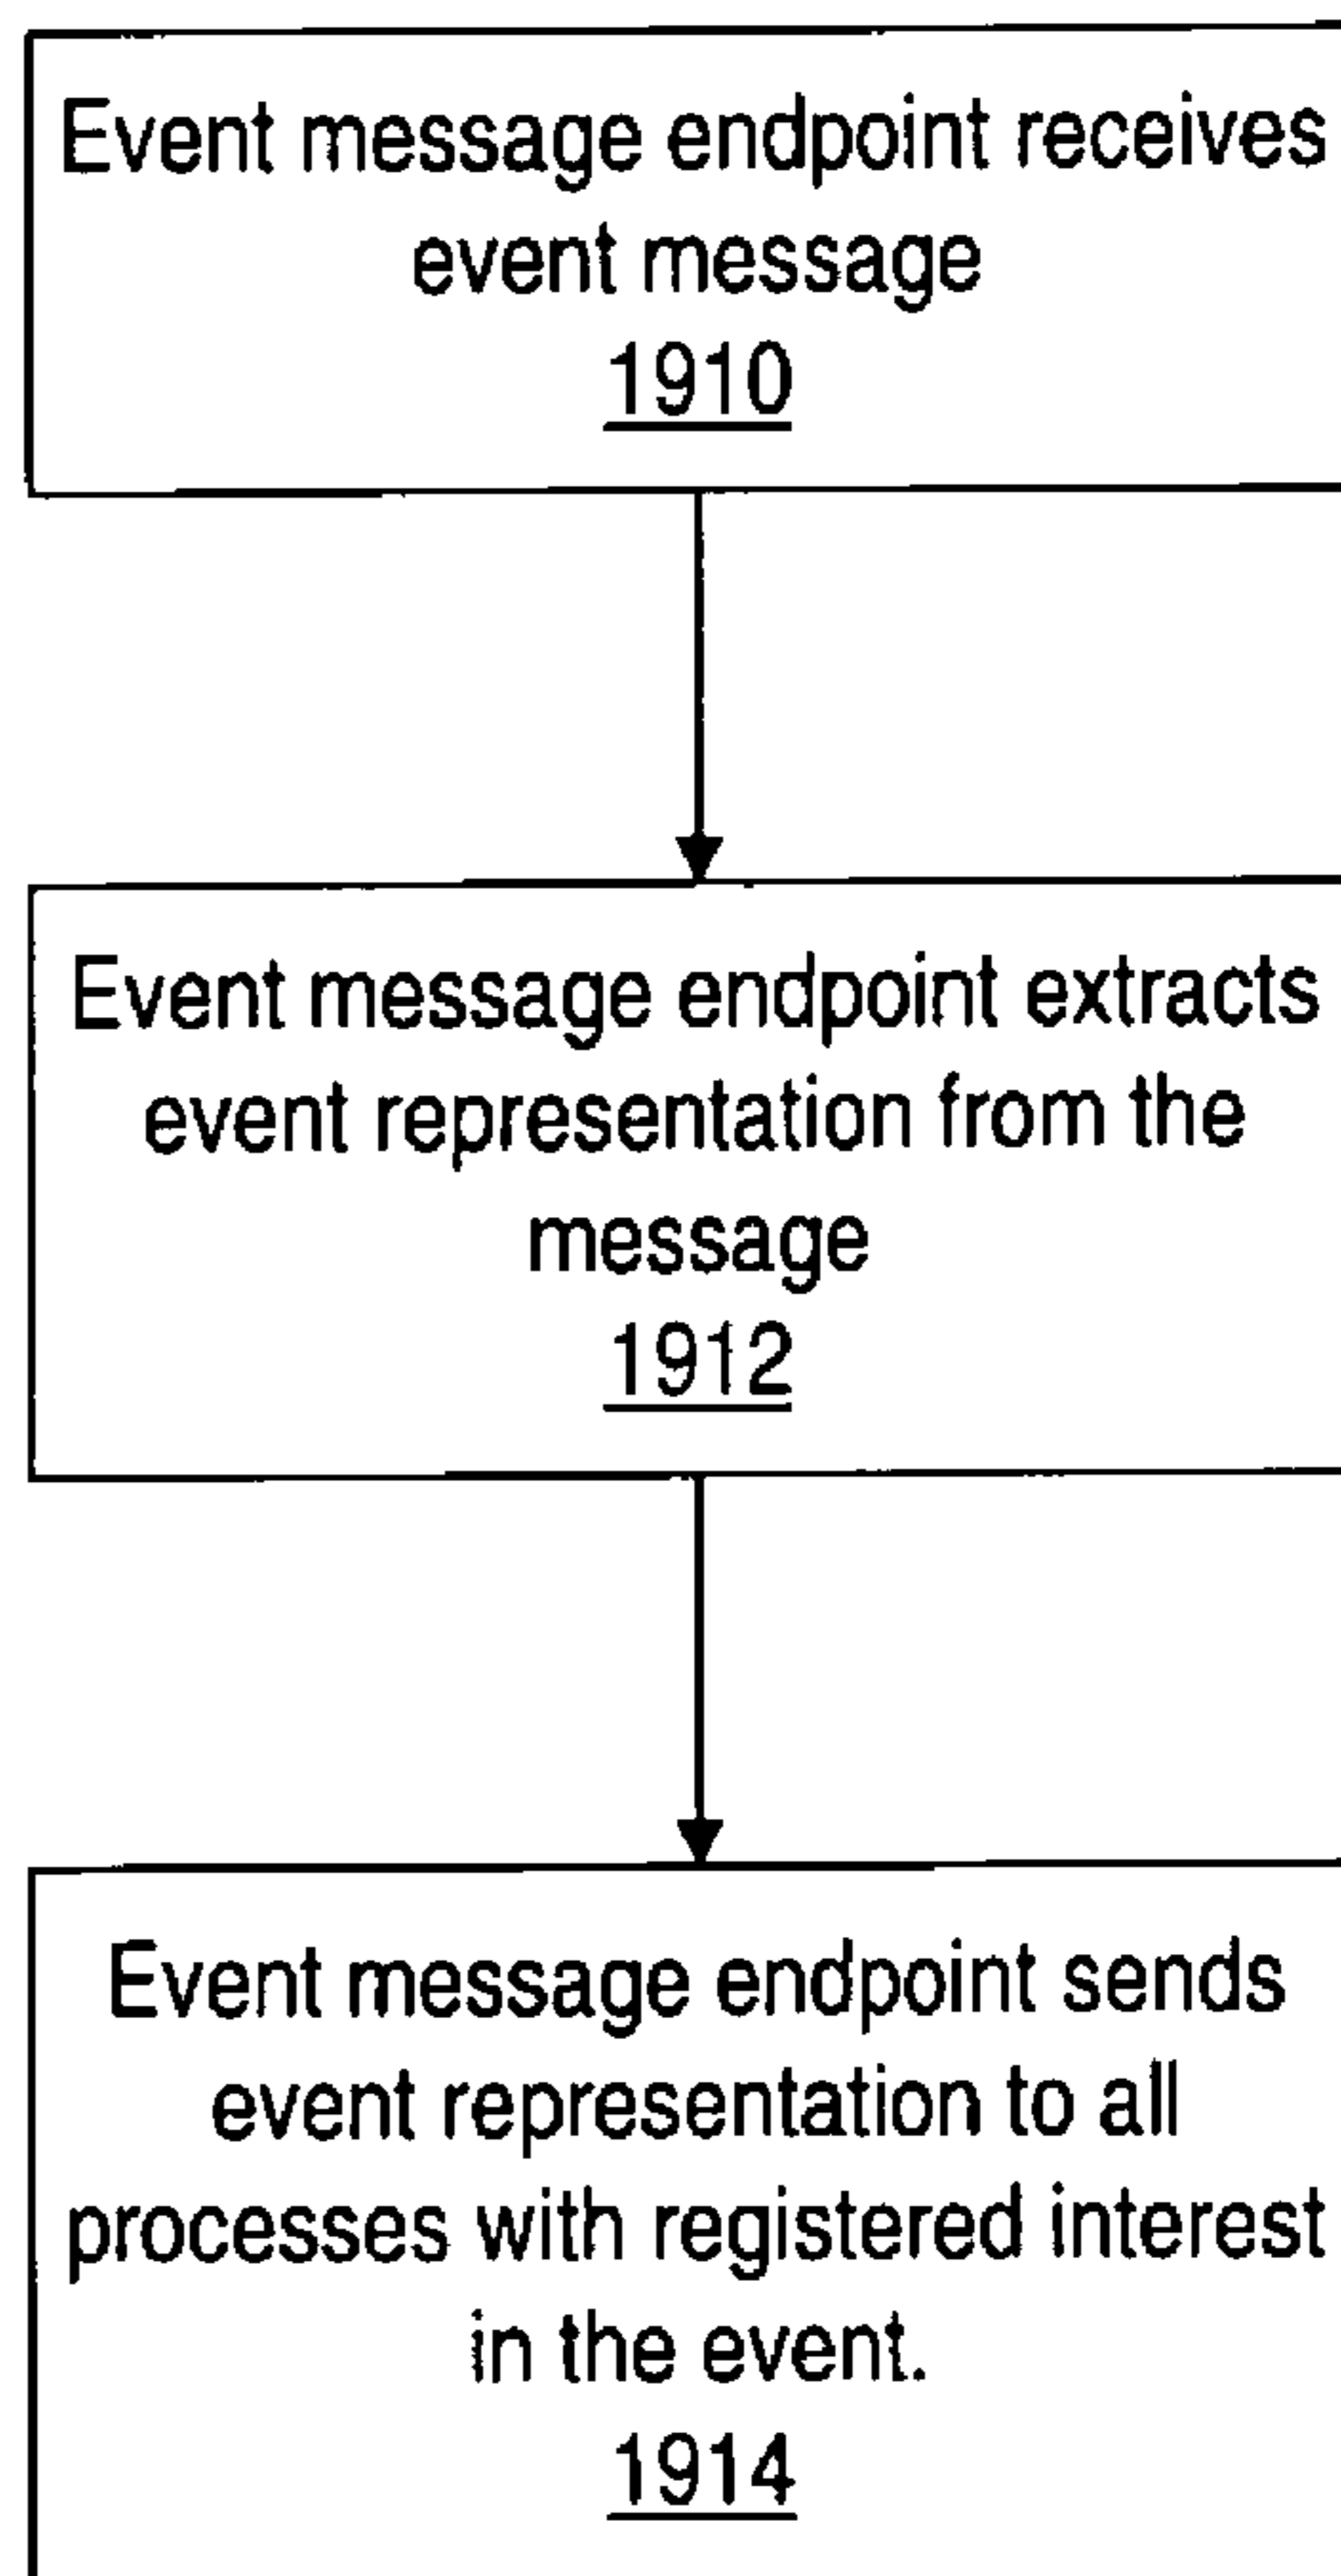 Event message endpoint receives
event message
1910
Event message endpoint extracts
event representation from the
message
1912
Event message endpoint sends
event representation to all
processes with registered interest
in the event.
1914